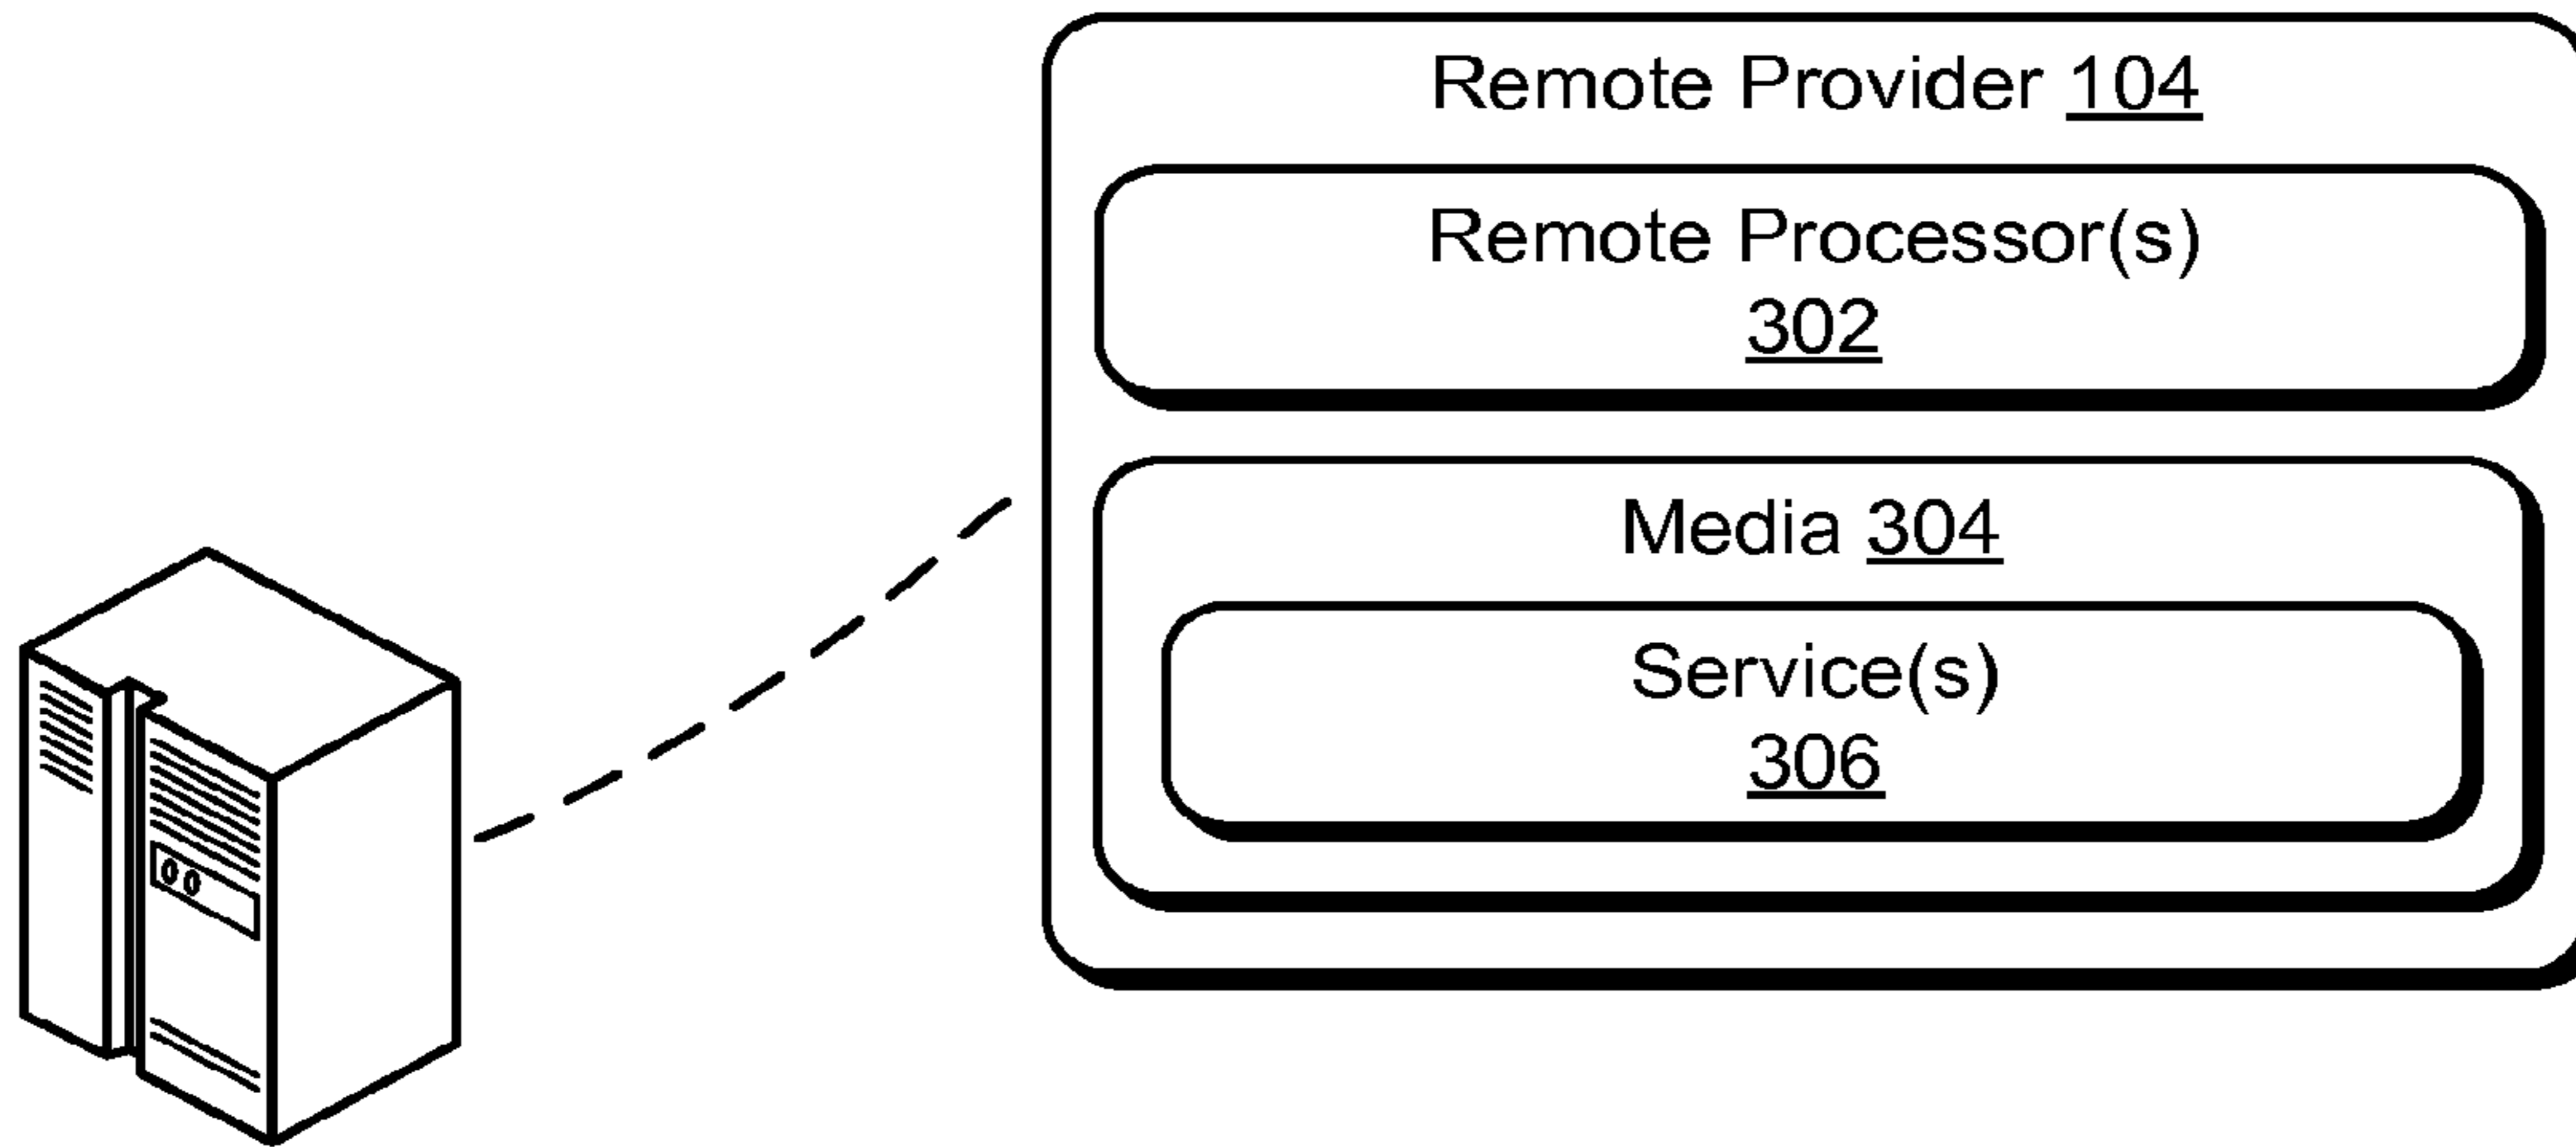 Remote Provider 104
Remote Processor(s)
302
Media 304
Service(s)
306